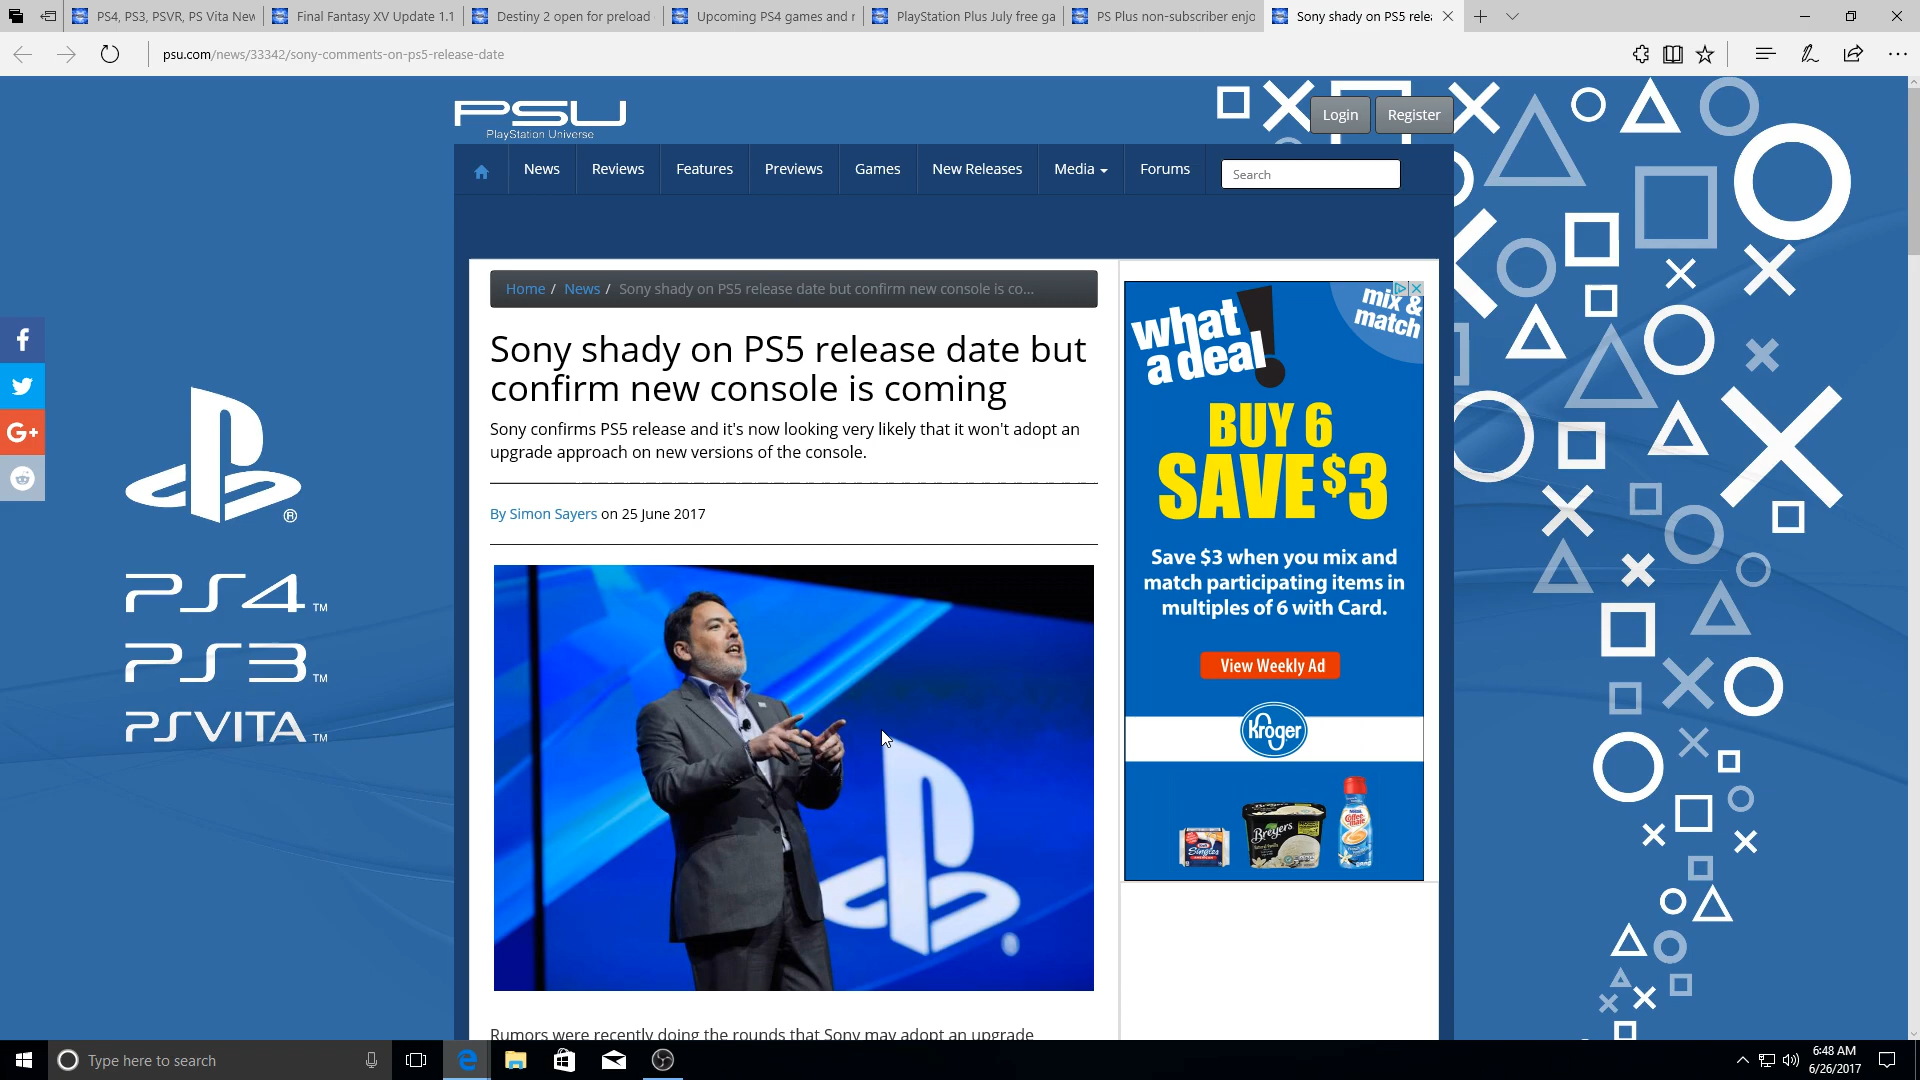 PS4, PS3, PSVR, PS Vita New
Final Fantasy XV Update 1.1
Destiny 2 open for preload
Upcoming PS4 games and r
PlayStation Plus July free ga
PS Plus non-subscriber enjo
Sony shady on PS5 relea
psu.com/news/33342/sony-comments-on-ps5-release-date
PSU
PlayStation Universe
Login
Register
News
Reviews
Features
Previews
Games
New Releases
Media
Forums
Search
Home / News / Sony shady on PS5 release date but confirm new console is co...
Sony shady on PS5 release date but
confirm new console is coming
Sony confirms PS5 release and it's now looking very likely that it won't adopt an
upgrade approach on new versions of the console.
By Simon Sayers on 25 June 2017
Rumors were recently doing the rounds that Sony may adopt an upgrade
f
G+
®
PS4™
PS3™
PSVITA™
what
a deal!
mix &
match
BUY 6
SAVE $3
Save $3 when you mix and
match participating items in
multiples of 6 with Card.
View Weekly Ad
Kroger
Singles
Breyers
Coffee-mate
Type here to search
6:48 AM
6/26/2017